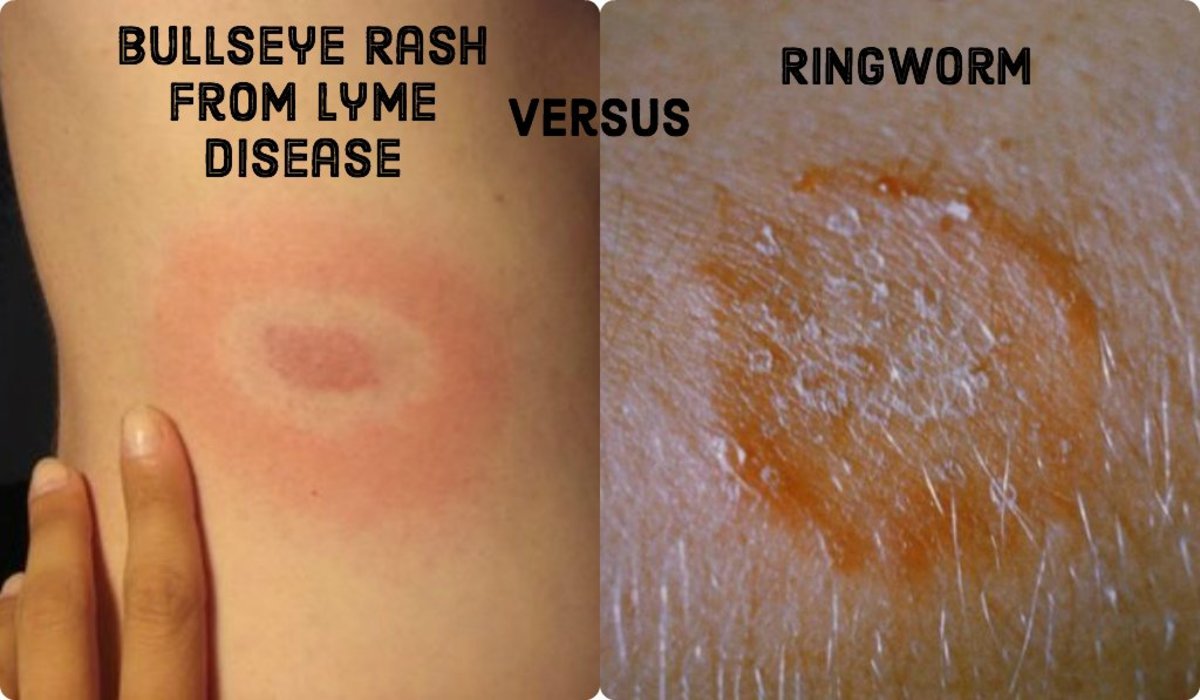 BULLSEYE RASH
FROM LYME
DISEASE
VERSUS
RINGWORM